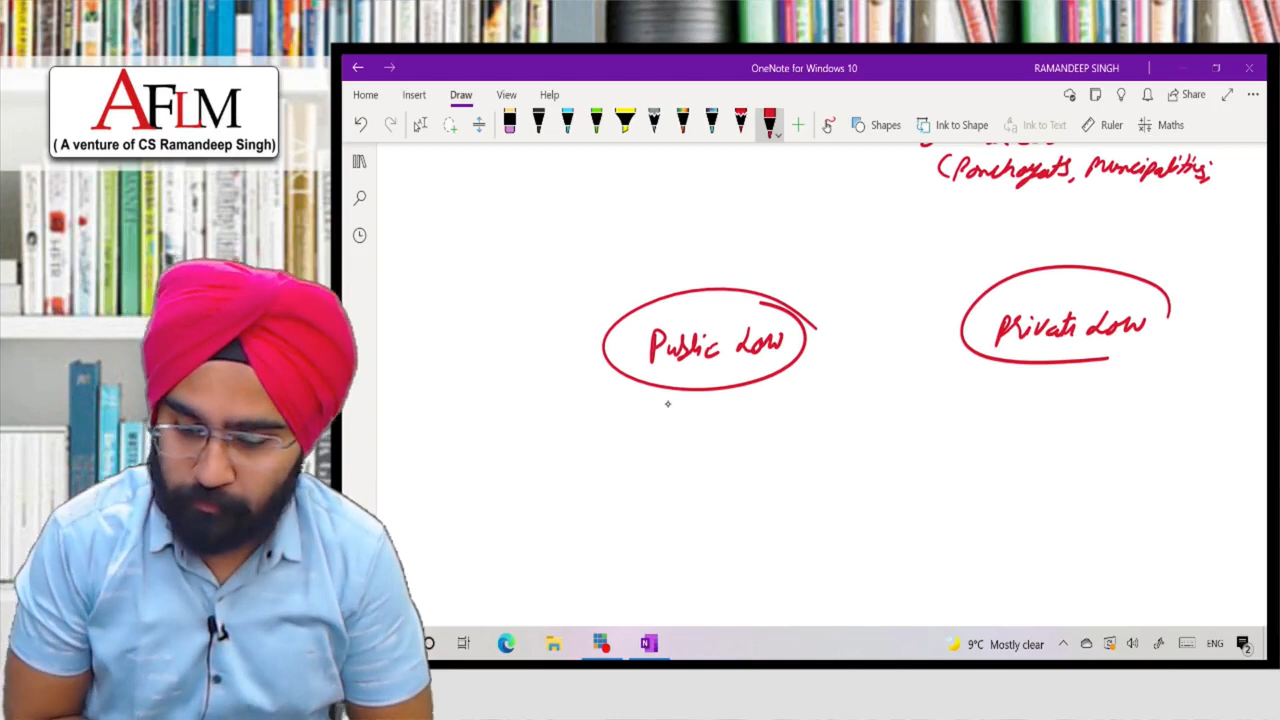 AFLM
( A venture of CS Ramandeep Singh)
OneNote for Windows 10
RAMANDEEP SINGH
Home Insert Draw View Help
Share
Shapes Ink to Shape Ink to Text Ruler Maths
(Panchayats, Municipalities,
Public Law
Private Law
9°C Mostly clear
ENG
2